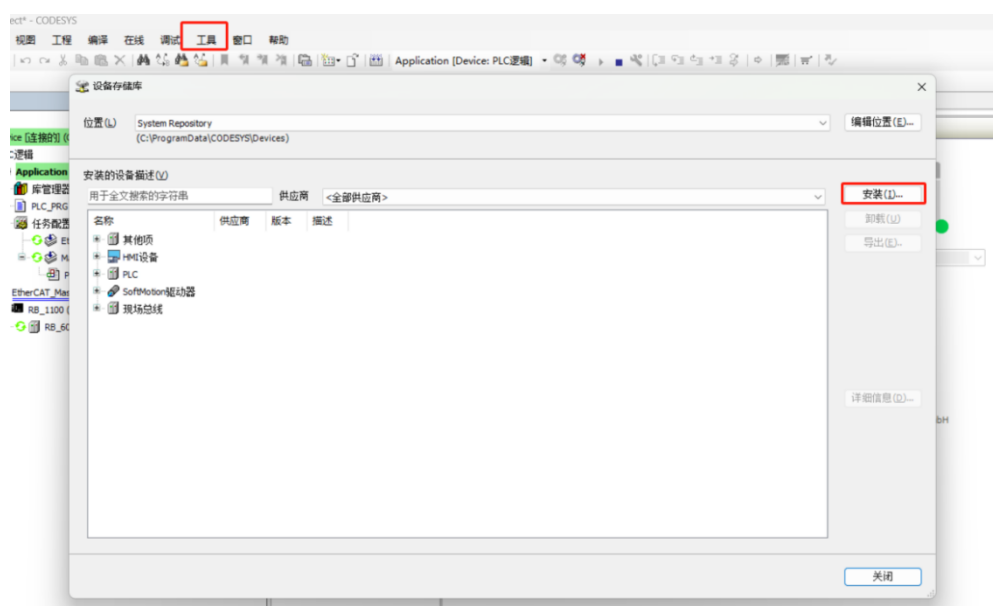 ect* - CODESYS
视图 工程 编译 在线 调试 工具 窗口 帮助
Application [Device: PLC逻辑]
设备存储库
位置(L) System Repository 编辑位置(E)...
(C:\ProgramData\CODESYS\Devices)
ice [连接的] (
逻辑
Application
安装的设备描述(V)
用于全文搜索的字符串 供应商 <全部供应商> 安装(I)...
库管理器
PLC_PRG
任务配置
名称 供应商 版本 描述
卸载(U)
其他项
导出(E)..
Et
HMI设备
M
PLC
P
SoftMotion驱动器
EtherCAT_Mas
现场总线
RB_1100 (
RB_60
详细信息(D)...
bH
关闭